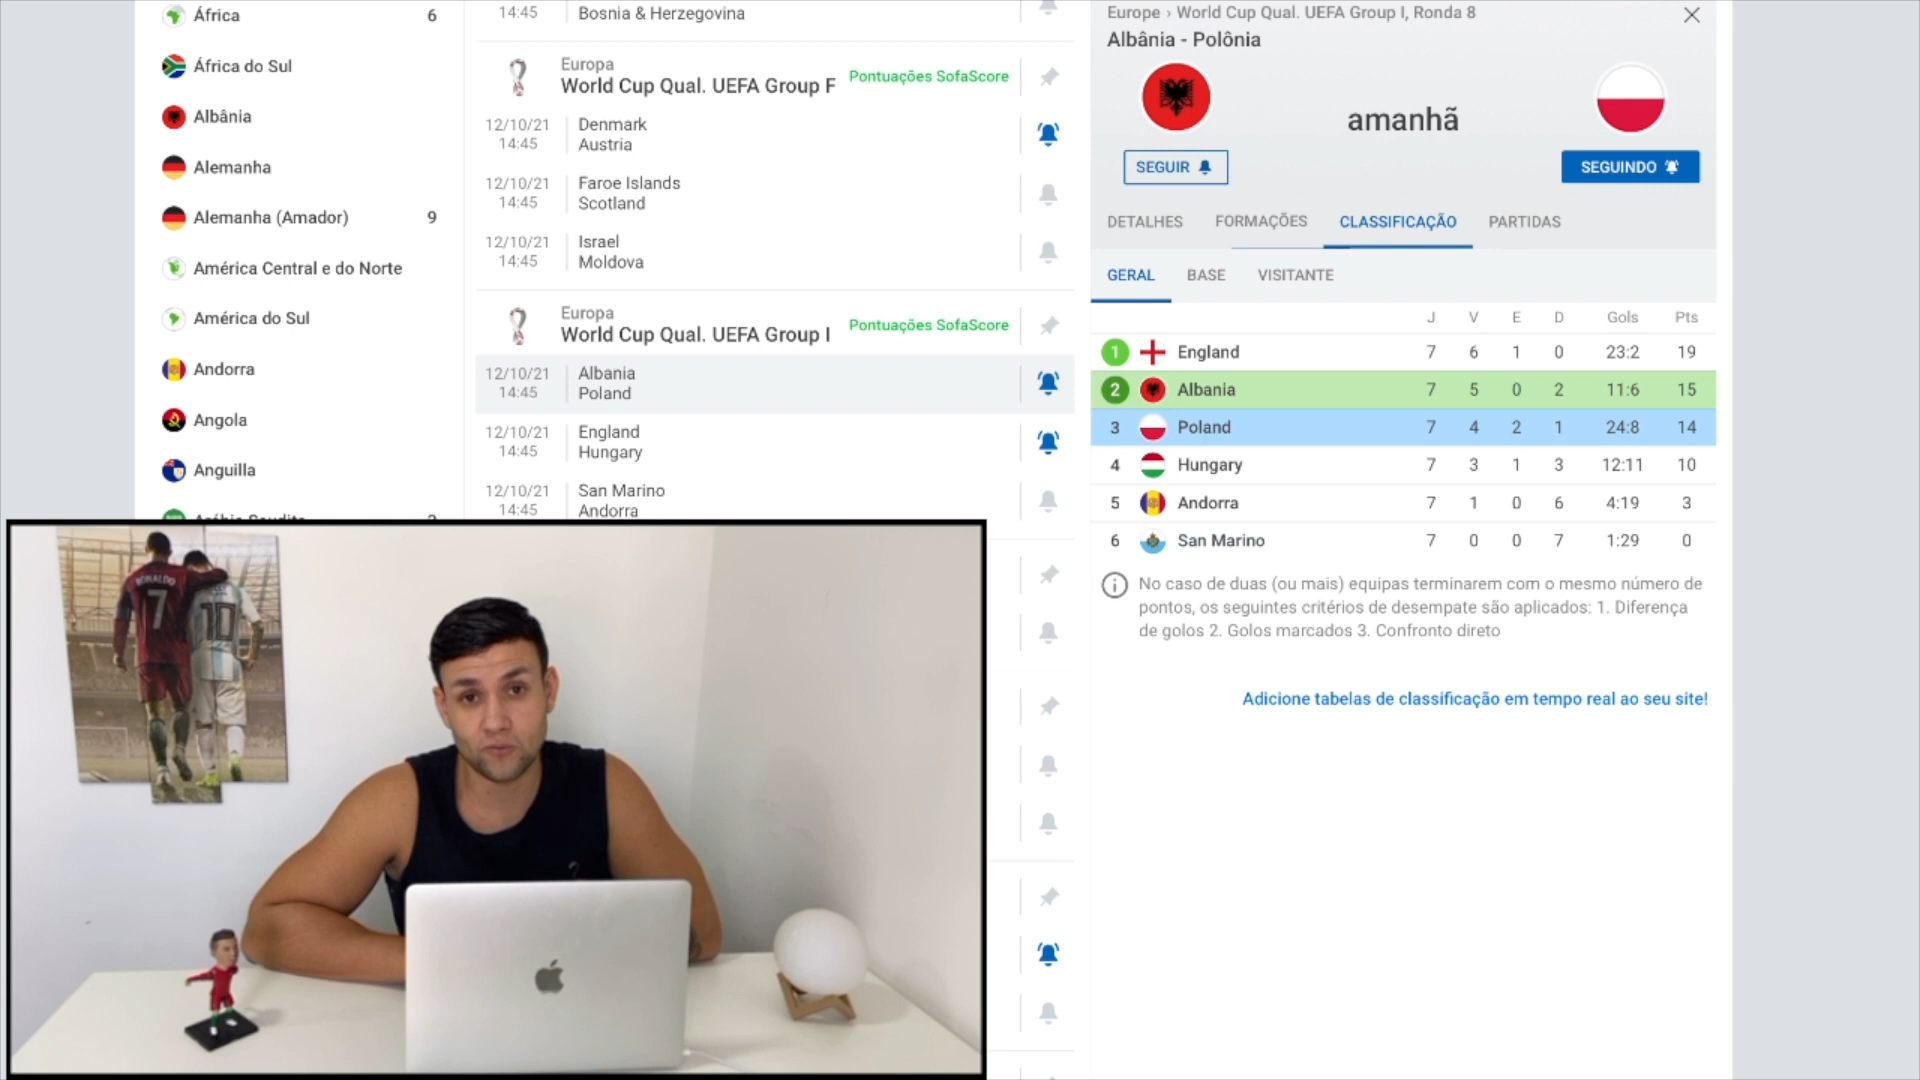 África 6
África do Sul
Albânia
Alemanha
Alemanha (Amador) 9
América Central e do Norte
América do Sul
Andorra
Angola
Anguilla
14:45 Bosnia & Herzegovina
Europa
World Cup Qual. UEFA Group F Pontuações SofaScore
12/10/21 Denmark
14:45 Austria
12/10/21 Faroe Islands
14:45 Scotland
12/10/21 Israel
14:45 Moldova
Europa
World Cup Qual. UEFA Group I Pontuações SofaScore
12/10/21 Albania
14:45 Poland
12/10/21 England
14:45 Hungary
12/10/21 San Marino
14:45 Andorra
Europe › World Cup Qual. UEFA Group I, Ronda 8
Albânia - Polônia
amanhã
SEGUIR SEGUINDO
DETALHES FORMAÇÕES CLASSIFICAÇÃO PARTIDAS
GERAL BASE VISITANTE
J V E D Gols Pts
1 England 7 6 1 0 23:2 19
2 Albania 7 5 0 2 11:6 15
3 Poland 7 4 2 1 24:8 14
4 Hungary 7 3 1 3 12:11 10
5 Andorra 7 1 0 6 4:19 3
6 San Marino 7 0 0 7 1:29 0
No caso de duas (ou mais) equipas terminarem com o mesmo número de
pontos, os seguintes critérios de desempate são aplicados: 1. Diferença
de golos 2. Golos marcados 3. Confronto direto
Adicione tabelas de classificação em tempo real ao seu site!
RONALDO
7
10